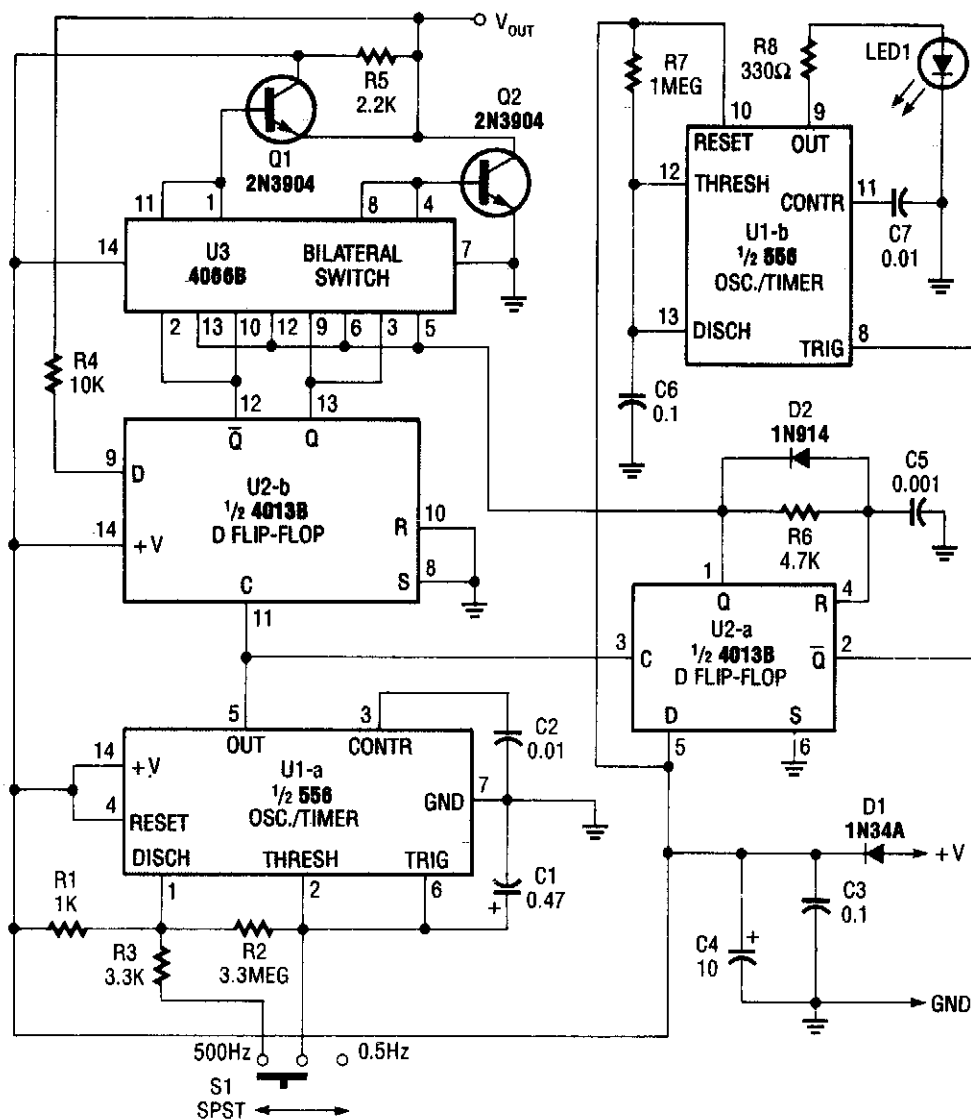 V_OUT
R5
2.2K
Q2
2N3904
Q1
2N3904
11
1
8
4
14
U3
4066B
BILATERAL
SWITCH
7
2
13
10
12
9
6
3
5
R4
10K
12
13
Q̅
Q
9
D
U2-b
1/2 4013B
D FLIP-FLOP
R
10
14
+V
S
8
C
11
R7
1MEG
R8
330Ω
LED1
10
9
RESET
OUT
12
THRESH
CONTR
11
U1-b
1/2 556
OSC./TIMER
C7
0.01
13
DISCH
TRIG
8
C6
0.1
D2
1N914
C5
0.001
R6
4.7K
1
4
Q
R
3
C
U2-a
1/2 4013B
D FLIP-FLOP
Q̅
2
D
S
5
6
5
3
OUT
CONTR
C2
0.01
14
+V
U1-a
1/2 556
OSC./TIMER
GND
7
4
RESET
DISCH
THRESH
TRIG
1
2
6
C1
0.47
+
R1
1K
R3
3.3K
R2
3.3MEG
D1
1N34A
+V
C3
0.1
C4
10
+
GND
500Hz
0.5Hz
S1
SPST